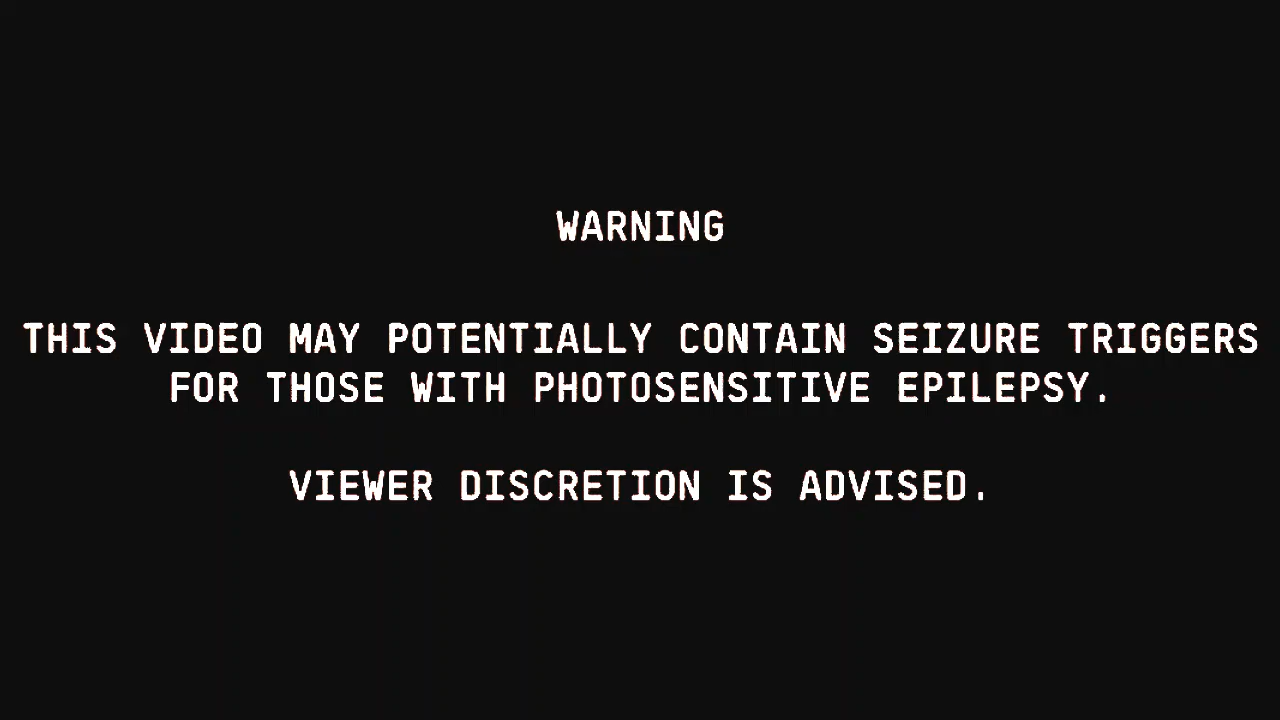 WARNING
THIS VIDEO MAY POTENTIALLY CONTAIN SEIZURE TRIGGERS
FOR THOSE WITH PHOTOSENSITIVE EPILEPSY.
VIEWER DISCRETION IS ADVISED.